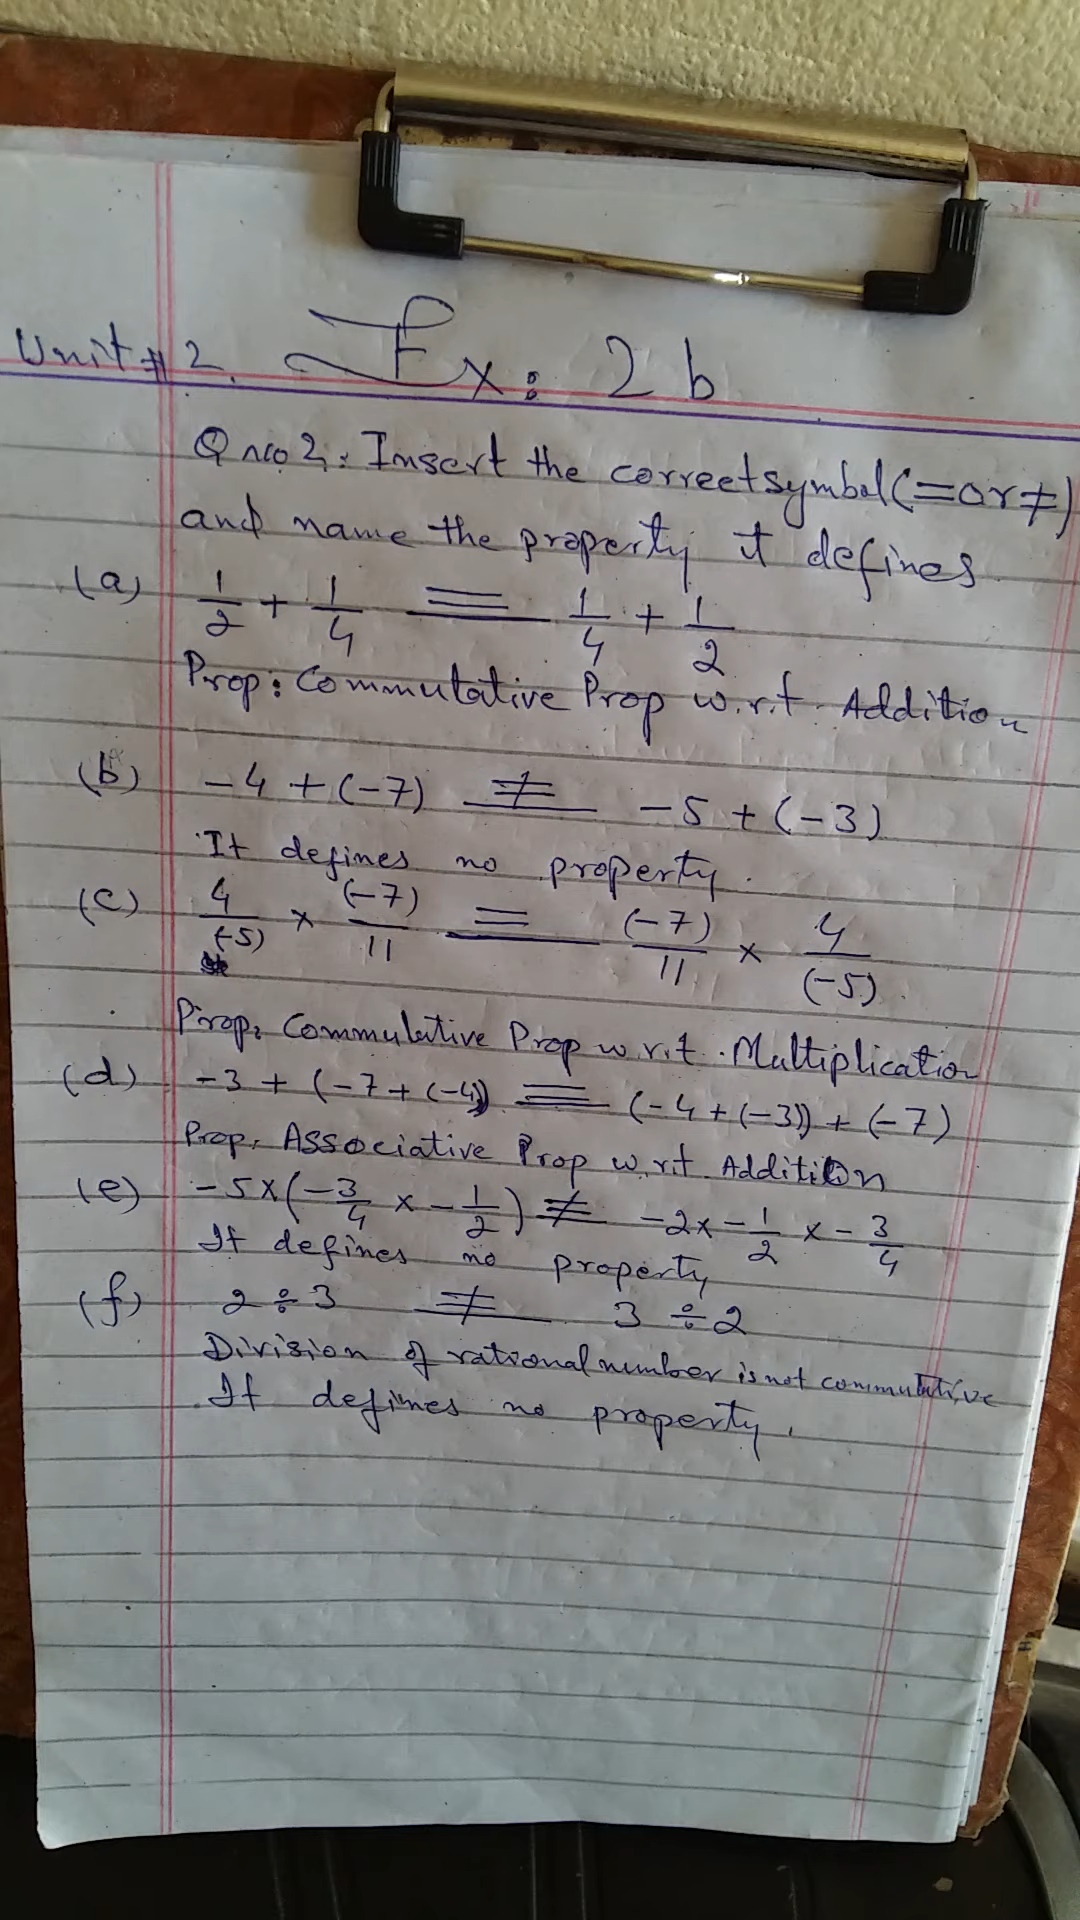 Unit # 2. Ex: 2 b
Q no 2: Insert the correct symbol (= or ≠)
and name the property it defines
(a) 1/2 + 1/4 = 1/4 + 1/2
Prop: Commutative Prop w.r.t. Addition
(b) -4 + (-7) ≠ -5 + (-3)
It defines no property.
(c) 4/(-5) × (-7)/11 = (-7)/11 × 4/(-5)
Prop: Commutative Prop w.r.t. Multiplication
(d) -3 + (-7 + (-4)) = (-4 + (-3)) + (-7)
Prop. Associative Prop w.r.t. Addition
(e) -5 × (-3/4 × -1/2) ≠ -2 × -1/2 × -3/4
It defines no property
(f) 2 ÷ 3 ≠ 3 ÷ 2
Division of rational number is not commutative
It defines no property.